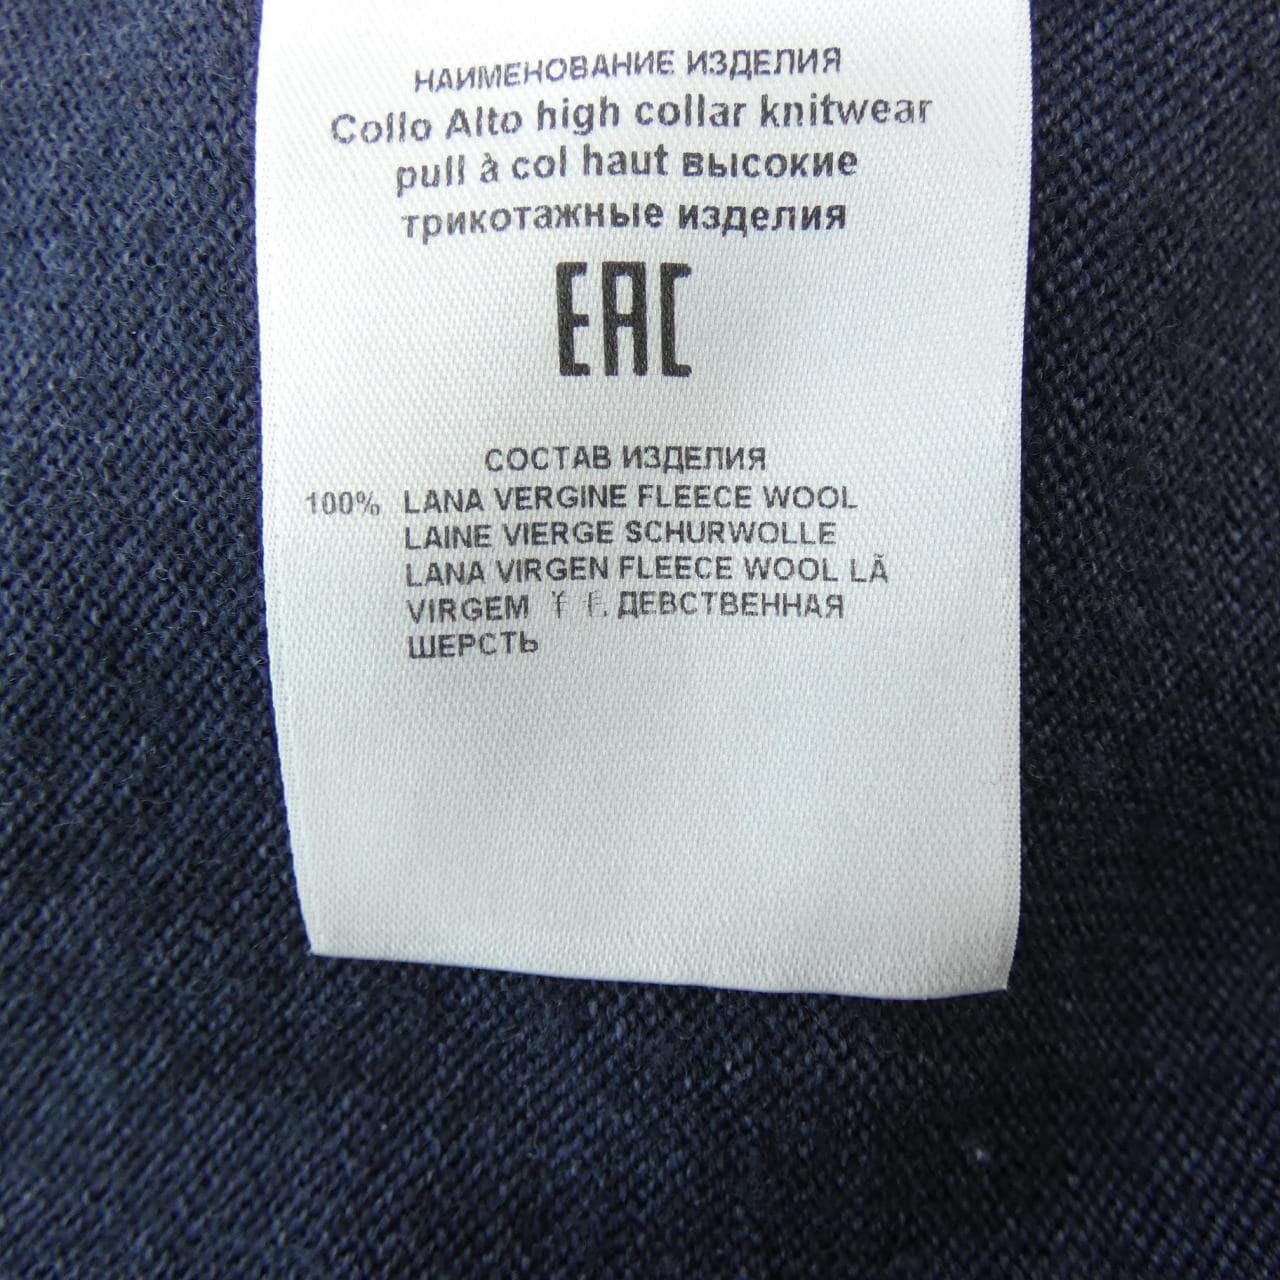 НАИМЕНОВАНИЕ ИЗДЕЛИЯ
Collo Alto high collar knitwear
pull à col haut высокие
трикотажные изделия
EAC
СОСТАВ ИЗДЕЛИЯ
100% LANA VERGINE FLEECE WOOL
LAINE VIERGE SCHURWOLLE
LANA VIRGEN FLEECE WOOL LÃ
VIRGEM ДЕВСТВЕННАЯ
ШЕРСТЬ